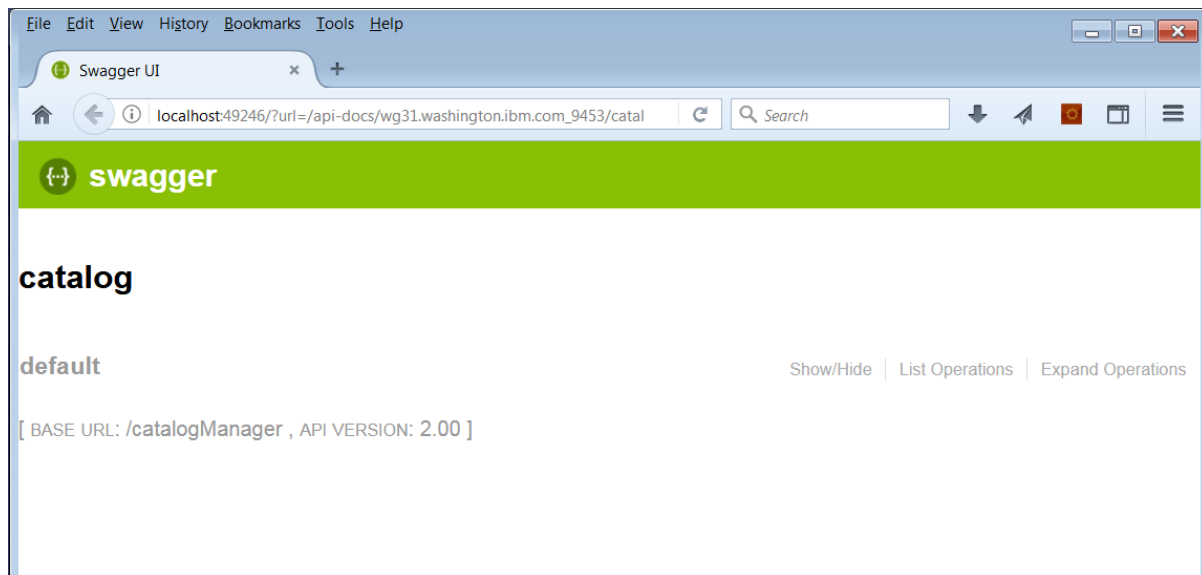 File Edit View History Bookmarks Tools Help
Swagger UI
localhost:49246/?url=/api-docs/wg31.washington.ibm.com_9453/catal
Search
{···} swagger
catalog
default
Show/Hide List Operations Expand Operations
[ BASE URL: /catalogManager , API VERSION: 2.00 ]